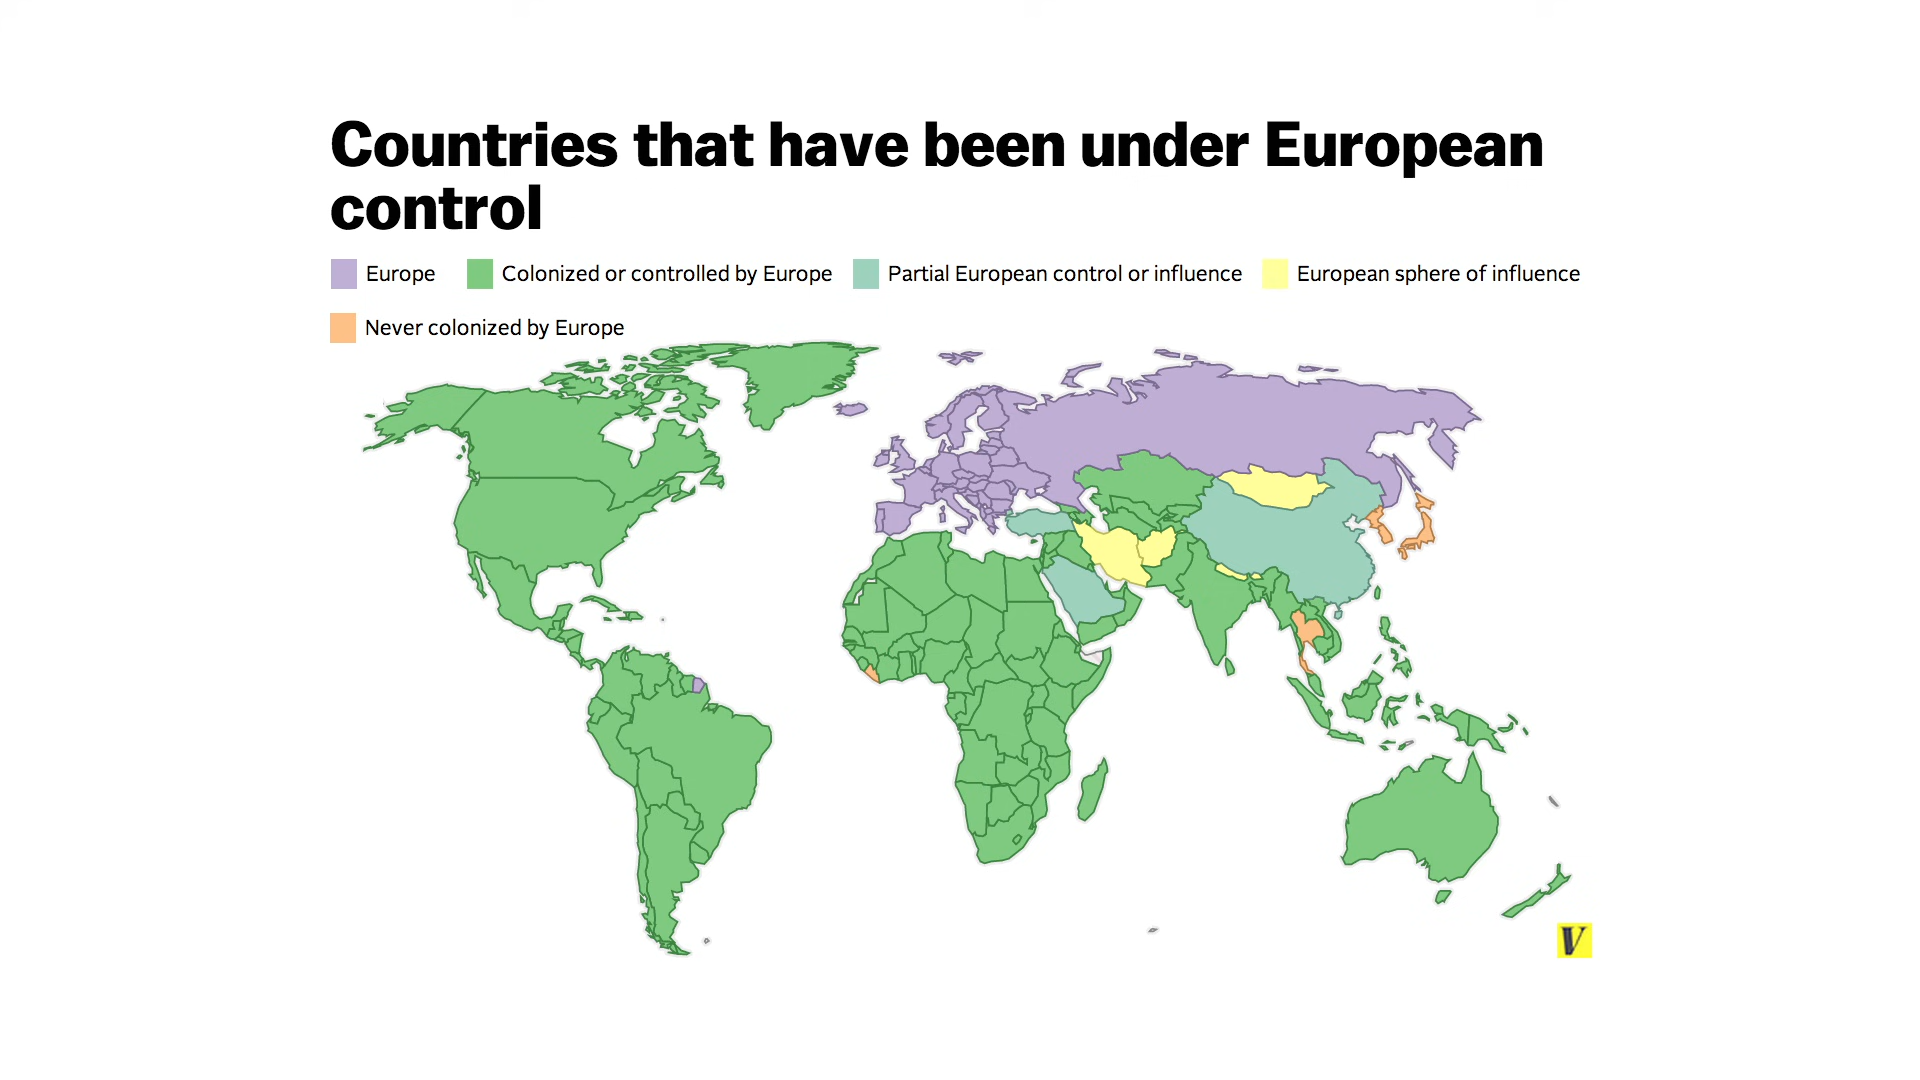 Countries that have been under European
control
Europe
Colonized or controlled by Europe
Partial European control or influence
European sphere of influence
Never colonized by Europe
V